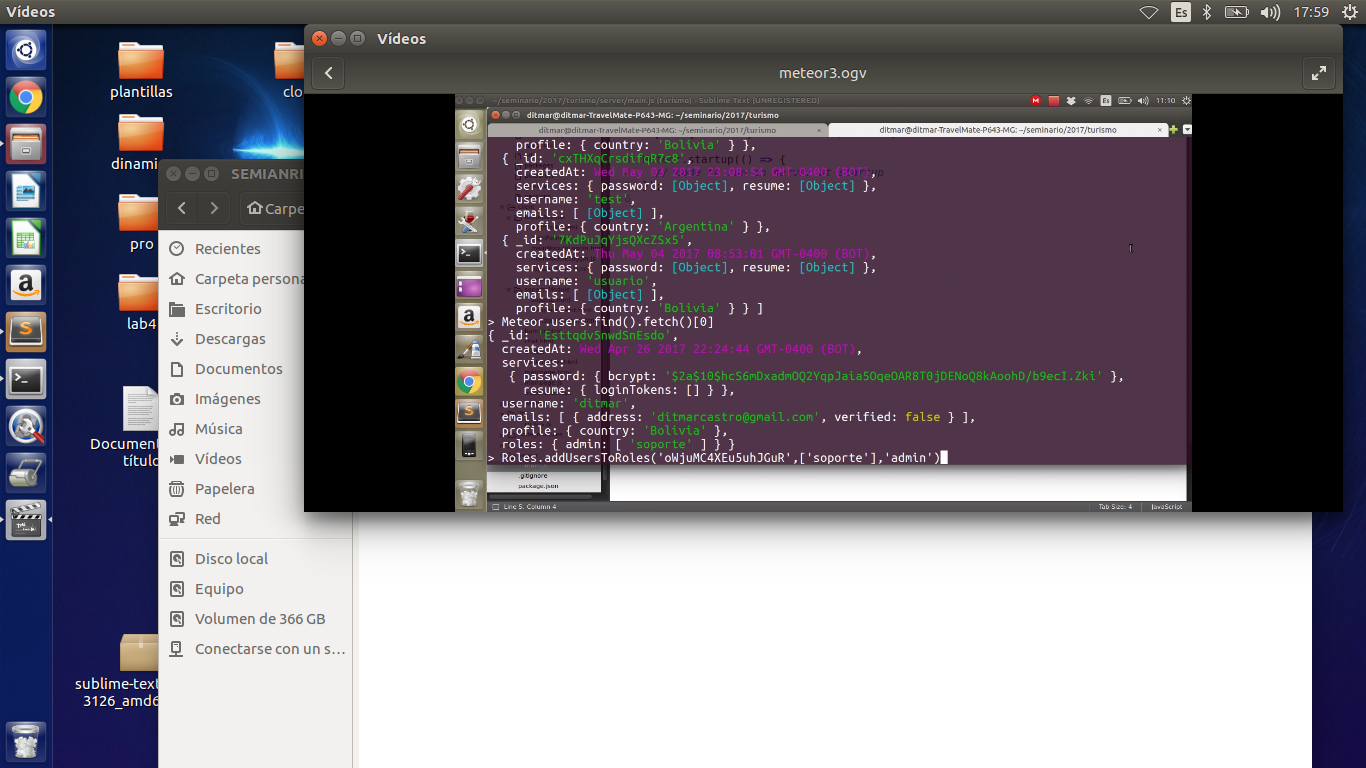 Vídeos
Es
17:59
plantillas
clo
dinami
pro
lab4
Document
título
sublime-text
3126_amd6
SEMIANRI
Carpe
Recientes
Carpeta persona
Escritorio
Descargas
Documentos
Imágenes
Música
Vídeos
Papelera
Red
Disco local
Equipo
Volumen de 366 GB
Conectarse con un s…
Vídeos
meteor3.ogv
~/seminario/2017/turismo/server/main.js (turismo) - Sublime Text (UNREGISTERED)
Es
11:10
ditmar@ditmar-TravelMate-P643-MG: ~/seminario/2017/turismo
ditmar@ditmar-TravelMate-P643-MG: ~/seminario/2017/turismo
ditmar@ditmar-TravelMate-P643-MG: ~/seminario/2017/turismo
profile: { country: 'Bolivia' } },
{ _id: 'cxTHXqCrsdifqR7c8', startup(() => {
createdAt: Wed May 03 2017 23:08:54 GMT-0400 (BOT),
services: { password: [Object], resume: [Object] },
username: 'test',
emails: [ [Object] ],
profile: { country: 'Argentina' } },
{ _id: '7KdPuJqYjsQXcZSx5',
createdAt: Thu May 04 2017 08:53:01 GMT-0400 (BOT),
services: { password: [Object], resume: [Object] },
username: 'usuario',
emails: [ [Object] ],
profile: { country: 'Bolivia' } } ]
> Meteor.users.find().fetch()[0]
{ _id: 'Esttqdv5nwdSnEsdo',
createdAt: Wed Apr 26 2017 22:24:44 GMT-0400 (BOT),
services:
{ password: { bcrypt: '$2a$10$hcS6mDxadmOQ2YqpJaia5OqeOAR8T0jDENoQ8kAoohD/b9ecI.Zki' },
resume: { loginTokens: [] } },
username: 'ditmar',
emails: [ { address: 'ditmarcastro@gmail.com', verified: false } ],
profile: { country: 'Bolivia' },
roles: { admin: [ 'soporte' ] } }
> Roles.addUsersToRoles('oWjuMC4XEu5uhJGuR',['soporte'],'admin')
.gitignore
package.json
Line 5, Column 4
Tab Size: 4
JavaScript